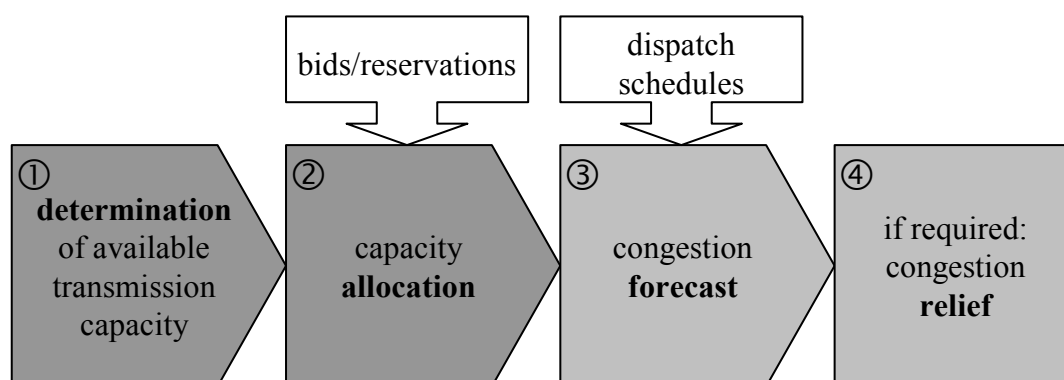 bids/reservations
dispatch
schedules
①
determination
of available
transmission
capacity
②
capacity
allocation
③
congestion
forecast
④
if required:
congestion
relief